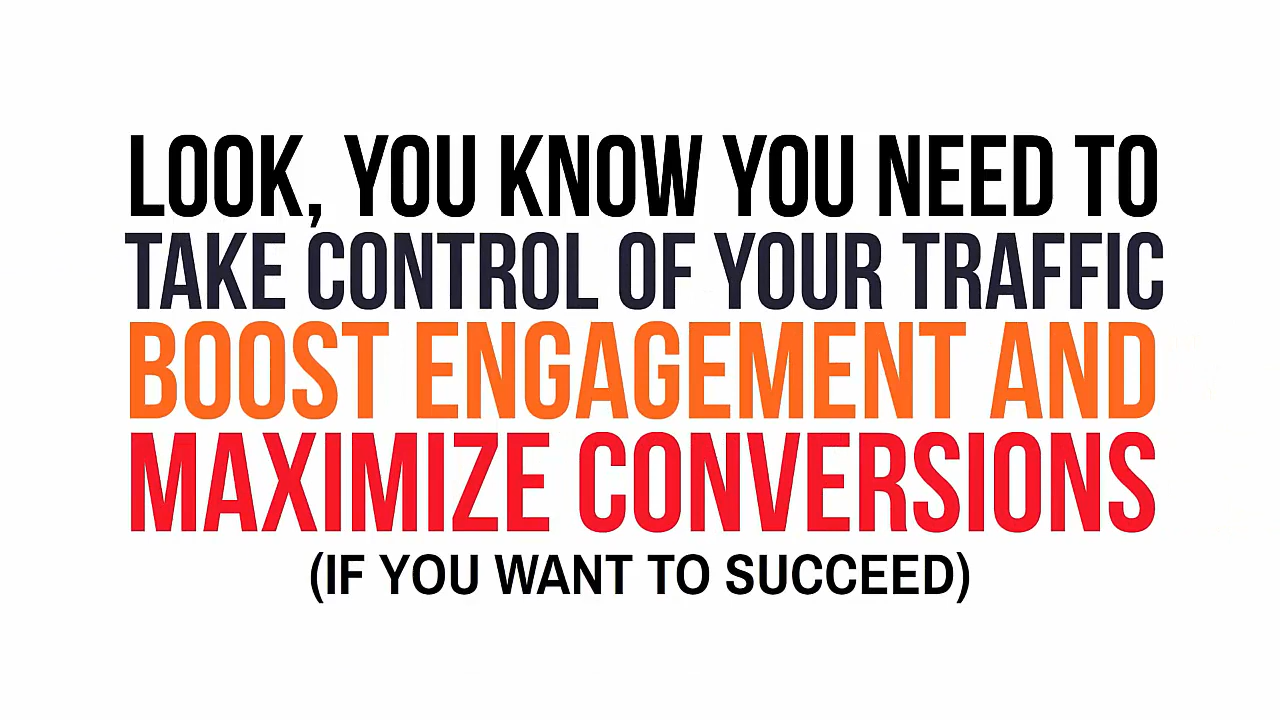 LOOK, YOU KNOW YOU NEED TO
TAKE CONTROL OF YOUR TRAFFIC
BOOST ENGAGEMENT AND
MAXIMIZE CONVERSIONS
(IF YOU WANT TO SUCCEED)